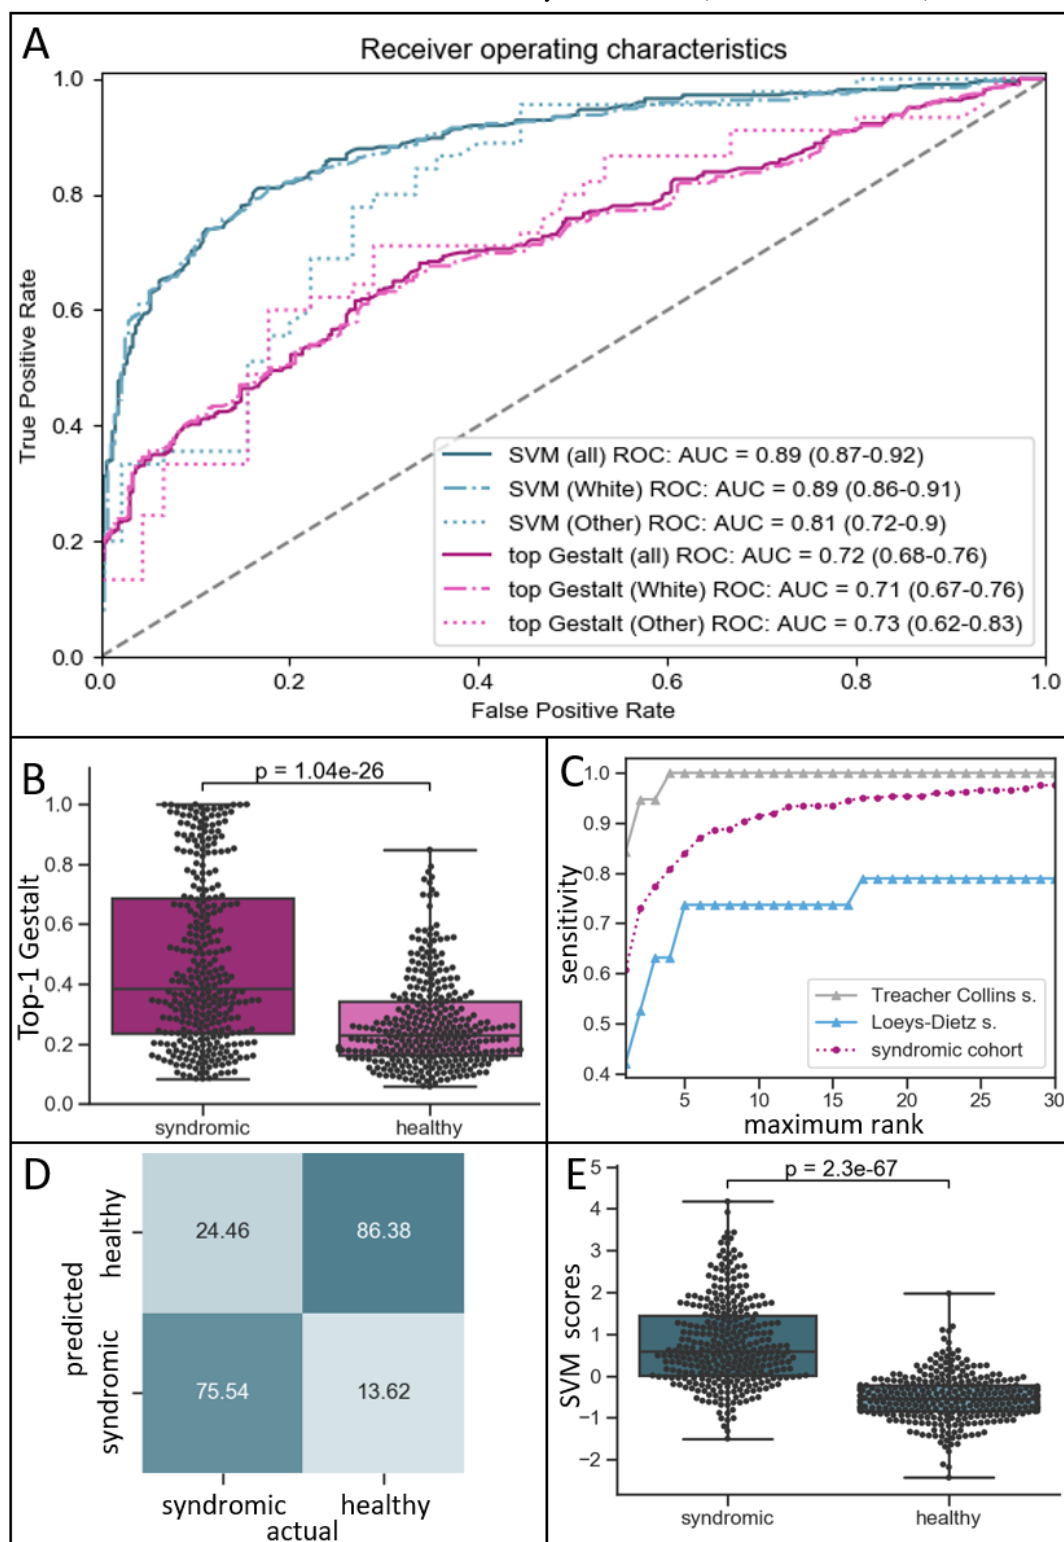 A
Receiver operating characteristics
1.0
0.8
0.6
0.4
0.2
0.0
True Positive Rate
SVM (all) ROC: AUC = 0.89 (0.87-0.92)
SVM (White) ROC: AUC = 0.89 (0.86-0.91)
SVM (Other) ROC: AUC = 0.81 (0.72-0.9)
top Gestalt (all) ROC: AUC = 0.72 (0.68-0.76)
top Gestalt (White) ROC: AUC = 0.71 (0.67-0.76)
top Gestalt (Other) ROC: AUC = 0.73 (0.62-0.83)
0.0 0.2 0.4 0.6 0.8 1.0
False Positive Rate
B
p = 1.04e-26
1.0
0.8
0.6
0.4
0.2
0.0
Top-1 Gestalt
syndromic healthy
C
1.0
0.9
0.8
0.7
0.6
0.5
0.4
sensitivity
Treacher Collins s.
Loeys-Dietz s.
syndromic cohort
5 10 15 20 25 30
maximum rank
D
predicted
healthy
syndromic
24.46 86.38
75.54 13.62
syndromic healthy
actual
E
p = 2.3e-67
5
4
3
2
1
0
−1
−2
SVM scores
syndromic healthy